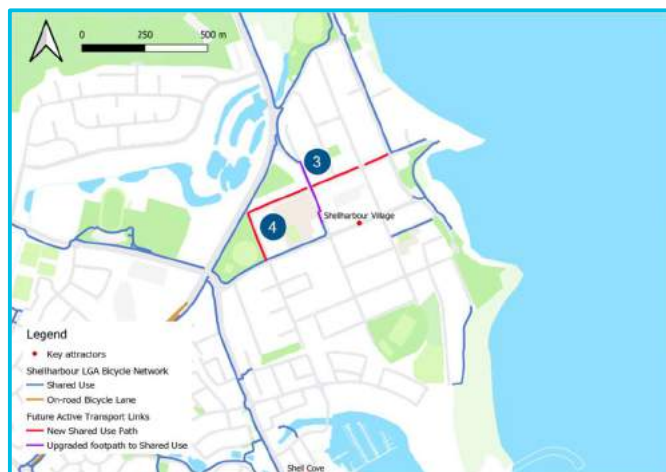 0 250 500 m
3
4
Shellharbour Village
Legend
Key attractors
Shellharbour LGA Bicycle Network
Shared Use
On-road Bicycle Lane
Future Active Transport Links
New Shared Use Path
Upgraded footpath to Shared Use
Shell Cove